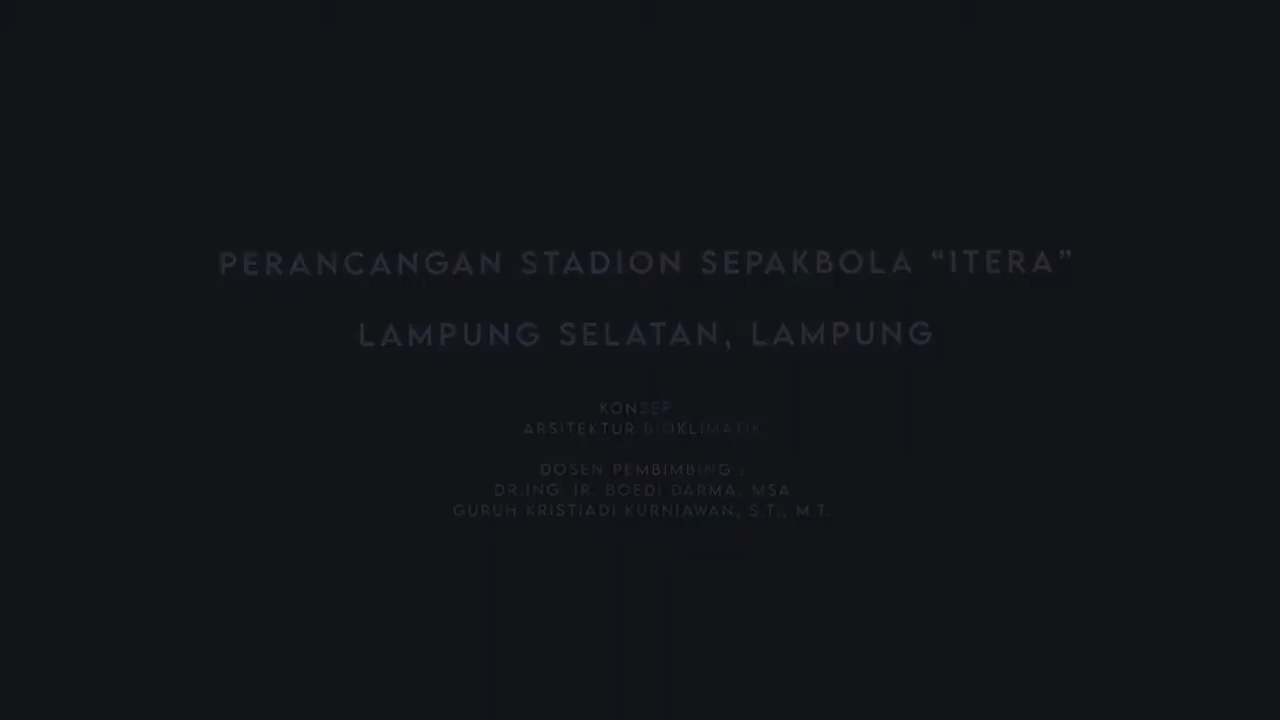 PERANCANGAN STADION SEPAKBOLA “ITERA”
LAMPUNG SELATAN, LAMPUNG
KONSEP
ARSITEKTUR BIOKLIMATIK
DOSEN PEMBIMBING :
DR.ING. IR. BOEDI DARMA, MSA
GURUH KRISTIADI KURNIAWAN, S.T., M.T.